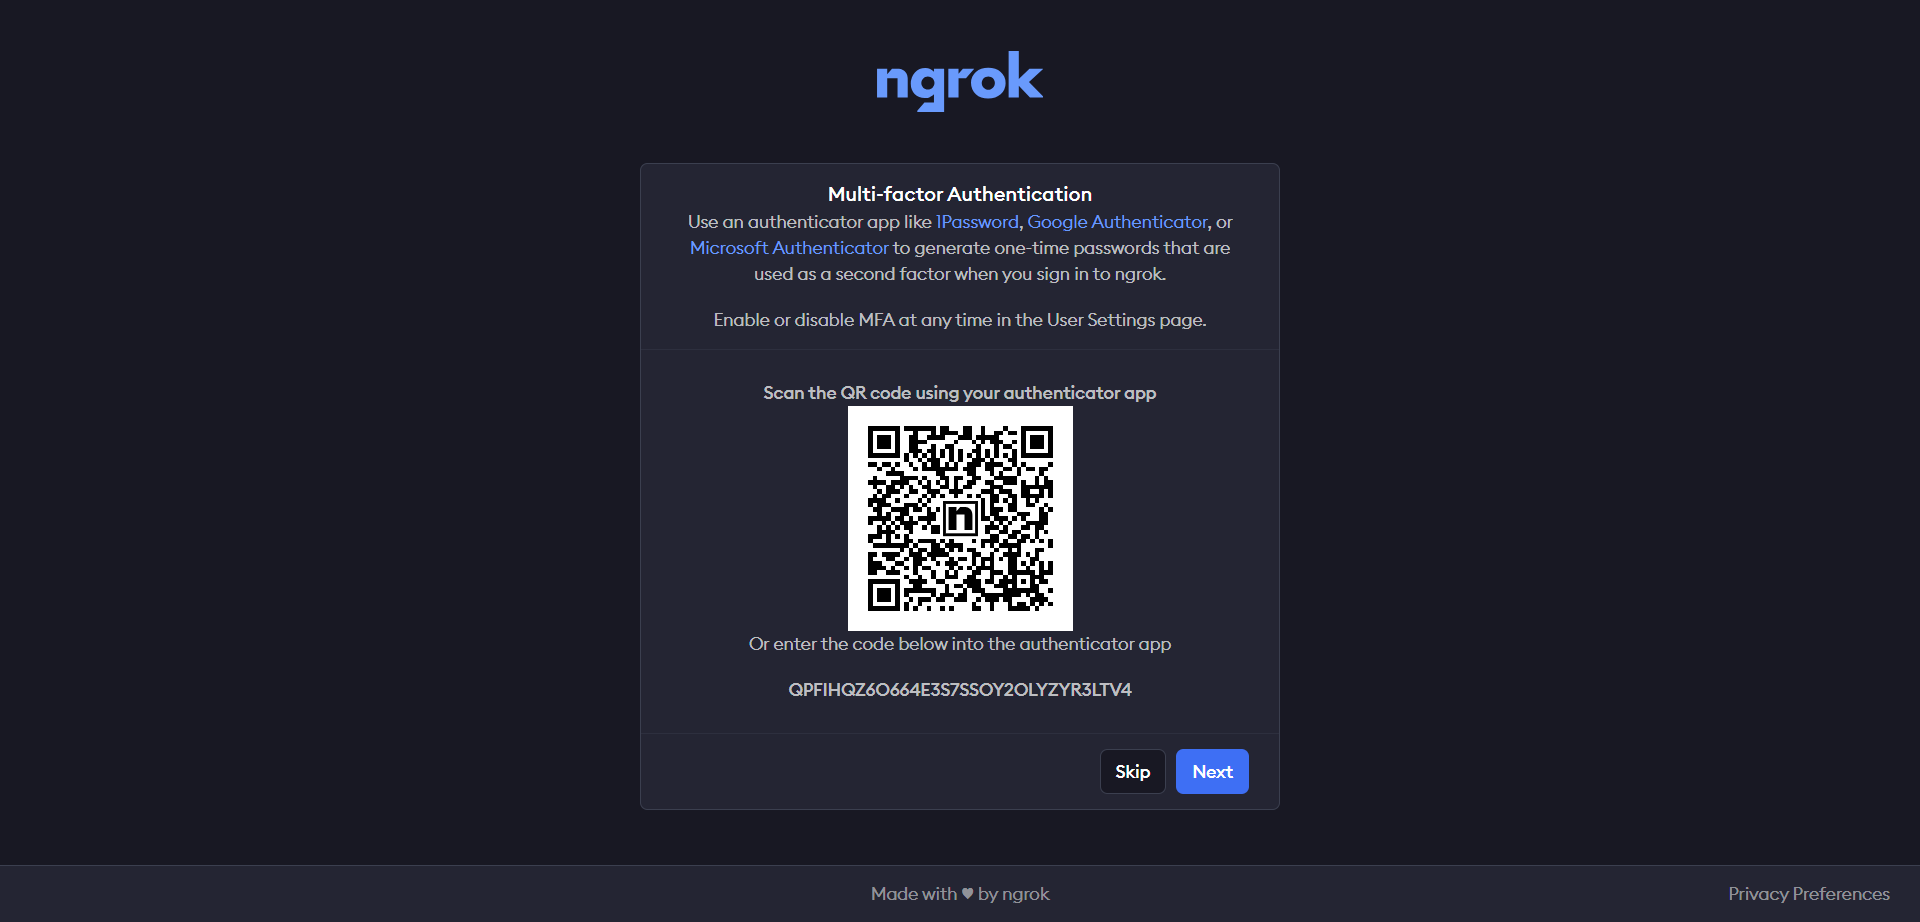 ngrok
Multi-factor Authentication
Use an authenticator app like 1Password, Google Authenticator, or
Microsoft Authenticator to generate one-time passwords that are
used as a second factor when you sign in to ngrok.
Enable or disable MFA at any time in the User Settings page.
Scan the QR code using your authenticator app
n
Or enter the code below into the authenticator app
QPFIHQZ6O664E3S7SSOY2OLYZYR3LTV4
Skip Next
Made with ♥ by ngrok
Privacy Preferences